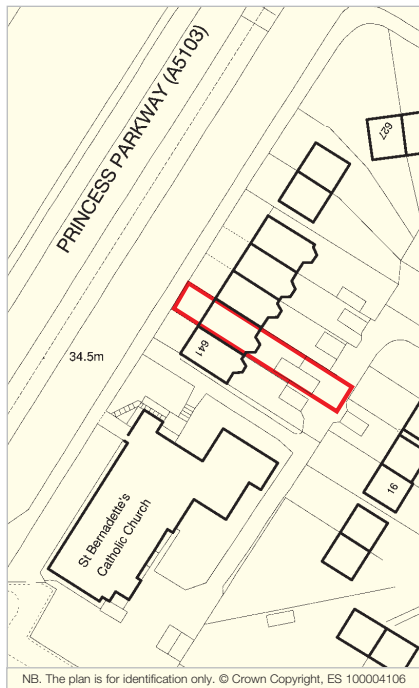 PRINCESS PARKWAY (A5103)
627
34.5m
641
16
St Bernadette's
Catholic Church
NB. The plan is for identification only. © Crown Copyright, ES 100004106